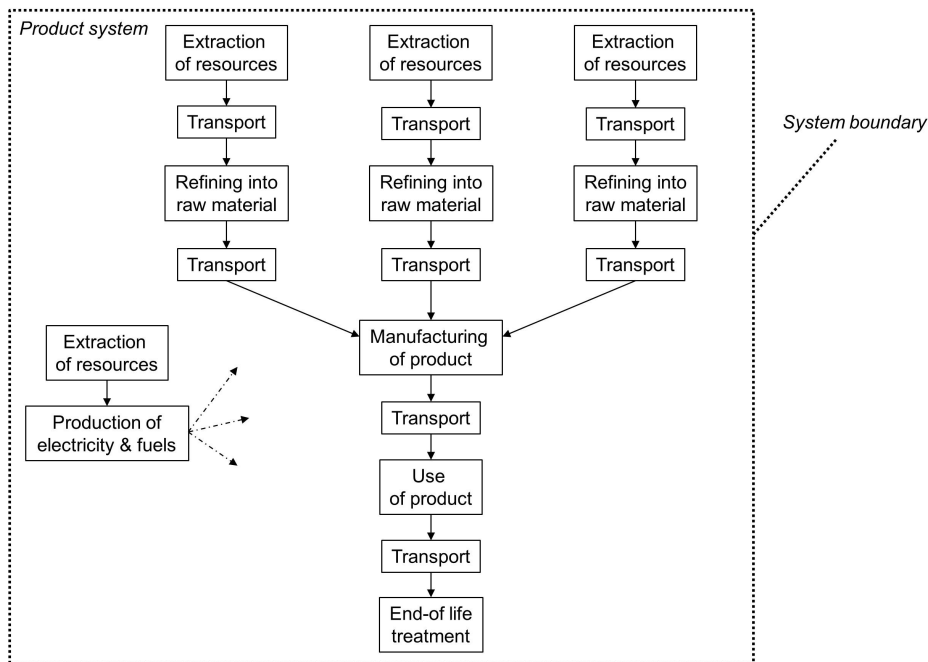 Product system
Extraction
of resources
Extraction
of resources
Extraction
of resources
Transport
Transport
Transport
System boundary
Refining into
raw material
Refining into
raw material
Refining into
raw material
Transport
Transport
Transport
Manufacturing
of product
Extraction
of resources
Production of
electricity & fuels
Transport
Use
of product
Transport
End-of life
treatment